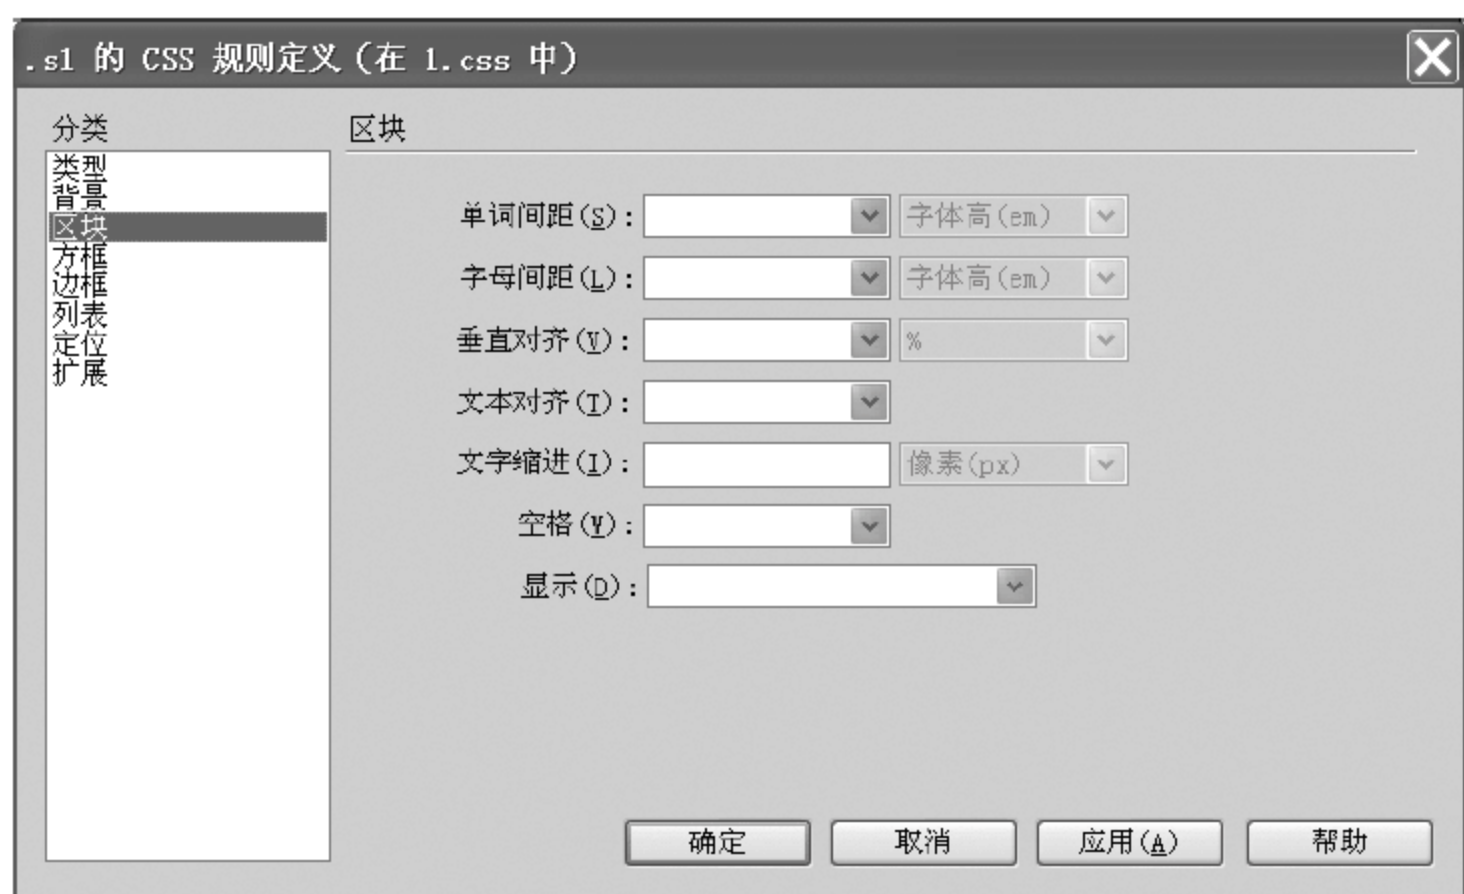 .s1 的 CSS 规则定义(在 1.css 中)
分类
类型
背景
区块
方框
边框
列表
定位
扩展
区块
单词间距(S): 字体高(em)
字母间距(L): 字体高(em)
垂直对齐(V): %
文本对齐(T):
文字缩进(I): 像素(px)
空格(W):
显示(D):
确定 取消 应用(A) 帮助